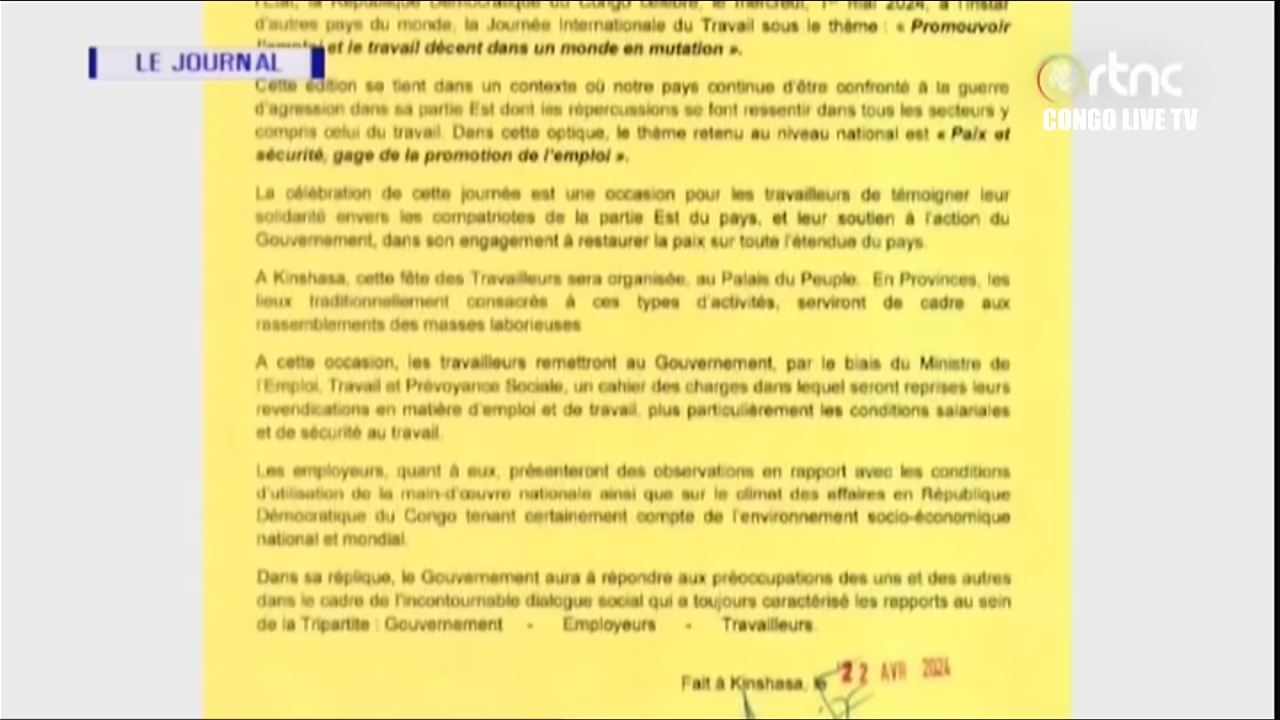 l'Etat, la République Démocratique du Congo célèbre, le mercredi, 1er mai 2024, à l'instar
d'autres pays du monde, la Journée Internationale du Travail sous le thème : « Promouvoir
l'emploi et le travail décent dans un monde en mutation ».
LE JOURNAL
rtnc
CONGO LIVE TV
Cette édition se tient dans un contexte où notre pays continue d'être confronté à la guerre
d'agression dans sa partie Est dont les répercussions se font ressentir dans tous les secteurs y
compris celui du travail. Dans cette optique, le thème retenu au niveau national est « Paix et
sécurité, gage de la promotion de l'emploi ».
La célébration de cette journée est une occasion pour les travailleurs de témoigner leur
solidarité envers les compatriotes de la partie Est du pays, et leur soutien à l'action du
Gouvernement, dans son engagement à restaurer la paix sur toute l'étendue du pays.
A Kinshasa, cette fête des Travailleurs sera organisée, au Palais du Peuple. En Provinces, les
lieux traditionnellement consacrés à ces types d'activités, serviront de cadre aux
rassemblements des masses laborieuses
A cette occasion, les travailleurs remettront au Gouvernement, par le biais du Ministre de
l'Emploi, Travail et Prévoyance Sociale, un cahier des charges dans lequel seront reprises leurs
revendications en matière d'emploi et de travail, plus particulièrement les conditions salariales
et de sécurité au travail.
Les employeurs, quant à eux, présenteront des observations en rapport avec les conditions
d'utilisation de la main-d'œuvre nationale ainsi que sur le climat des affaires en République
Démocratique du Congo tenant certainement compte de l'environnement socio-économique
national et mondial.
Dans sa réplique, le Gouvernement aura à répondre aux préoccupations des uns et des autres
dans le cadre de l'incontournable dialogue social qui a toujours caractérisé les rapports au sein
de la Tripartite : Gouvernement - Employeurs - Travailleurs.
Fait à Kinshasa, le 22 AVR 2024